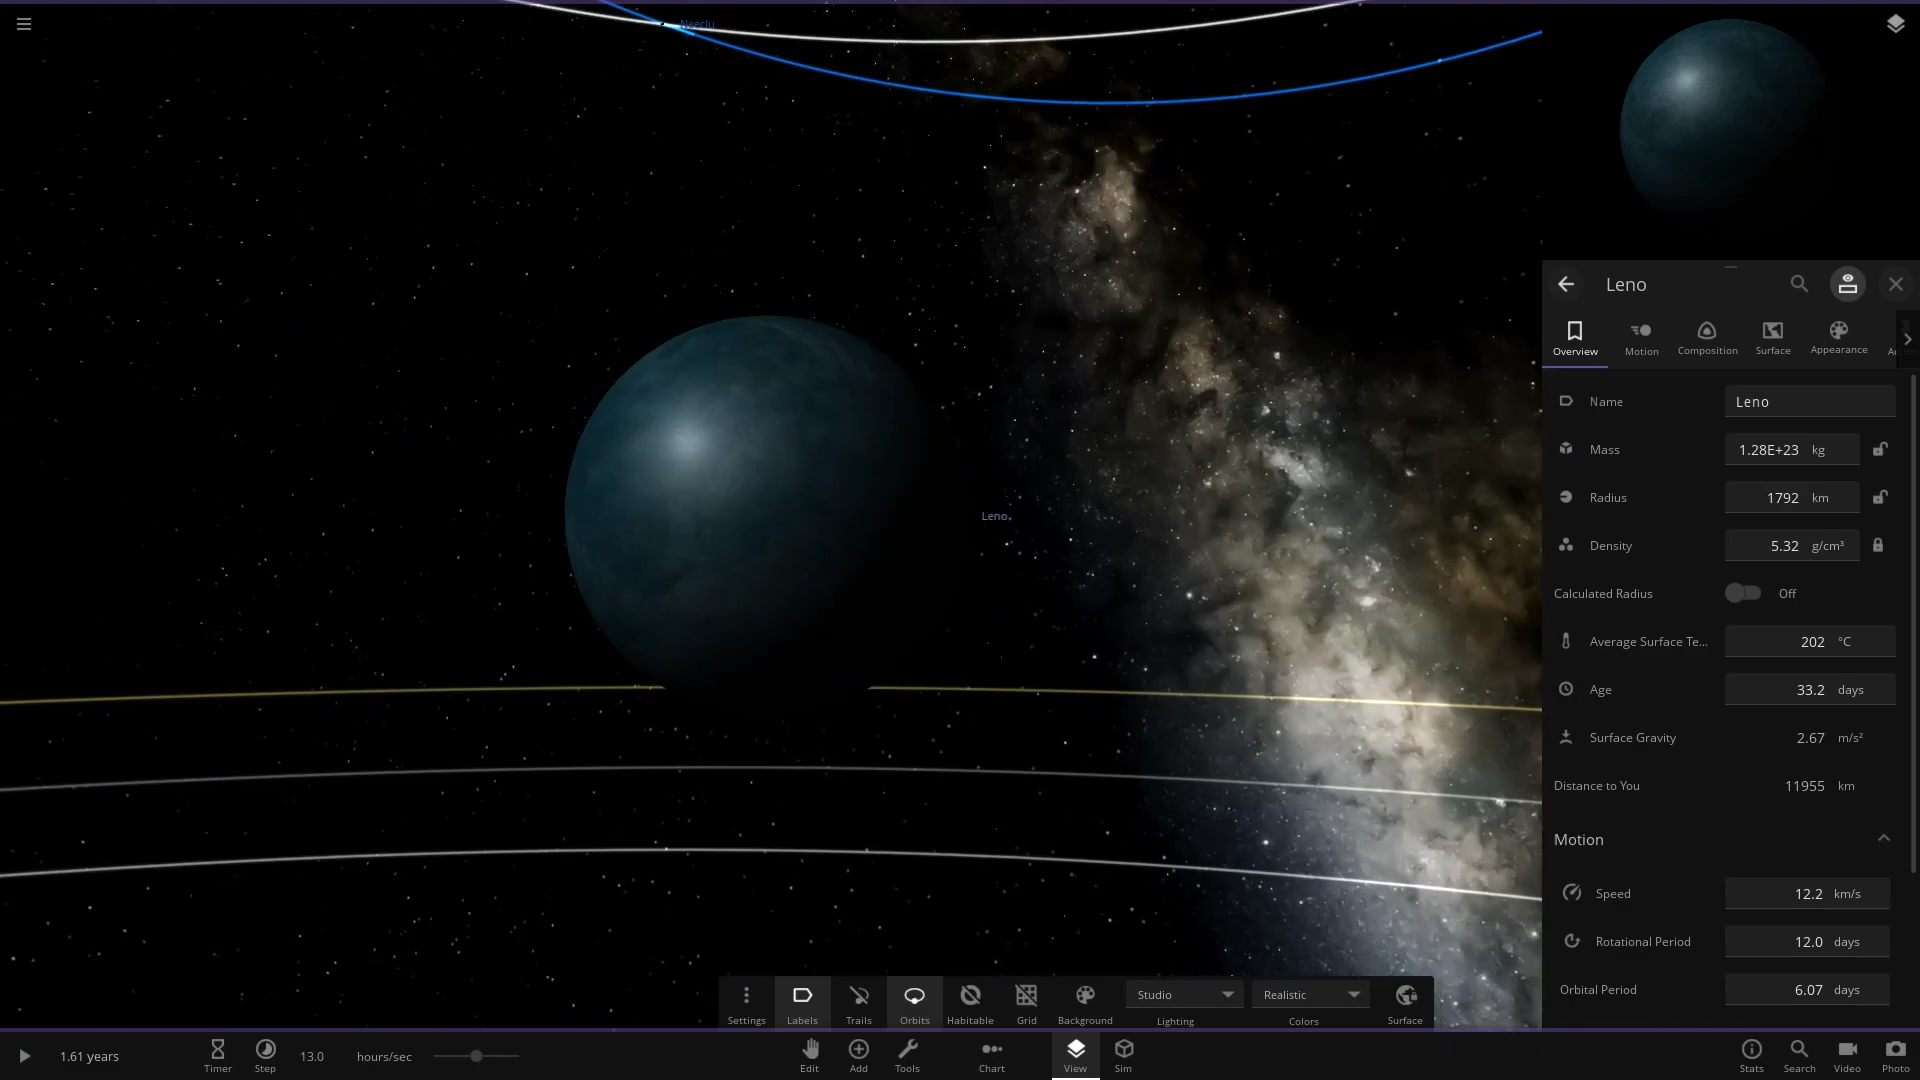 Neeclu
Leno
Leno
Overview
Motion
Composition
Surface
Appearance
Name
Leno
Mass
1.28E+23 kg
Radius
1792 km
Density
5.32 g/cm³
Calculated Radius
Off
Average Surface Te...
202 °C
Age
33.2 days
Surface Gravity
2.67 m/s²
Distance to You
11955 km
Motion
Speed
12.2 km/s
Rotational Period
12.0 days
Orbital Period
6.07 days
Settings
Labels
Trails
Orbits
Habitable
Grid
Background
Studio
Lighting
Realistic
Colors
Surface
1.61 years
Timer
Step
13.0 hours/sec
Edit
Add
Tools
Chart
View
Sim
Stats
Search
Video
Photo